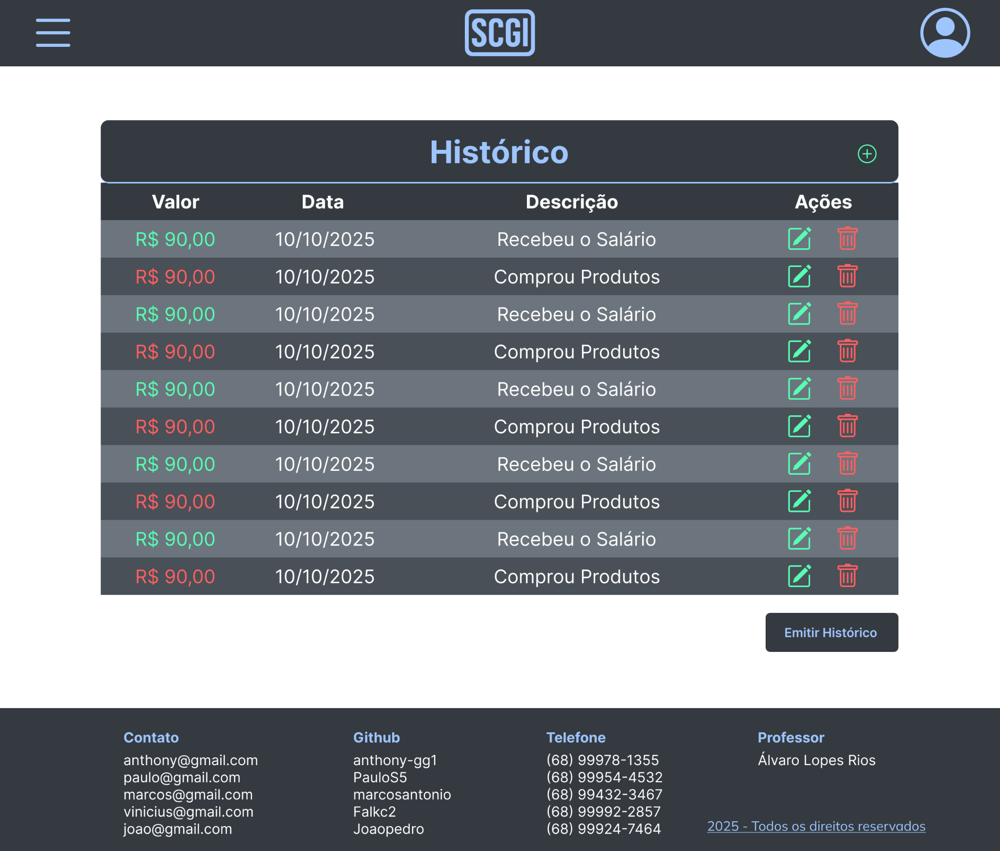 SCGI
Histórico
Valor Data Descrição Ações
R$ 90,00 10/10/2025 Recebeu o Salário
R$ 90,00 10/10/2025 Comprou Produtos
R$ 90,00 10/10/2025 Recebeu o Salário
R$ 90,00 10/10/2025 Comprou Produtos
R$ 90,00 10/10/2025 Recebeu o Salário
R$ 90,00 10/10/2025 Comprou Produtos
R$ 90,00 10/10/2025 Recebeu o Salário
R$ 90,00 10/10/2025 Comprou Produtos
R$ 90,00 10/10/2025 Recebeu o Salário
R$ 90,00 10/10/2025 Comprou Produtos
Emitir Histórico
Contato
anthony@gmail.com
paulo@gmail.com
marcos@gmail.com
vinicius@gmail.com
joao@gmail.com
Github
anthony-gg1
PauloS5
marcosantonio
Falkc2
Joaopedro
Telefone
(68) 99978-1355
(68) 99954-4532
(68) 99432-3467
(68) 99992-2857
(68) 99924-7464
Professor
Álvaro Lopes Rios
2025 - Todos os direitos reservados